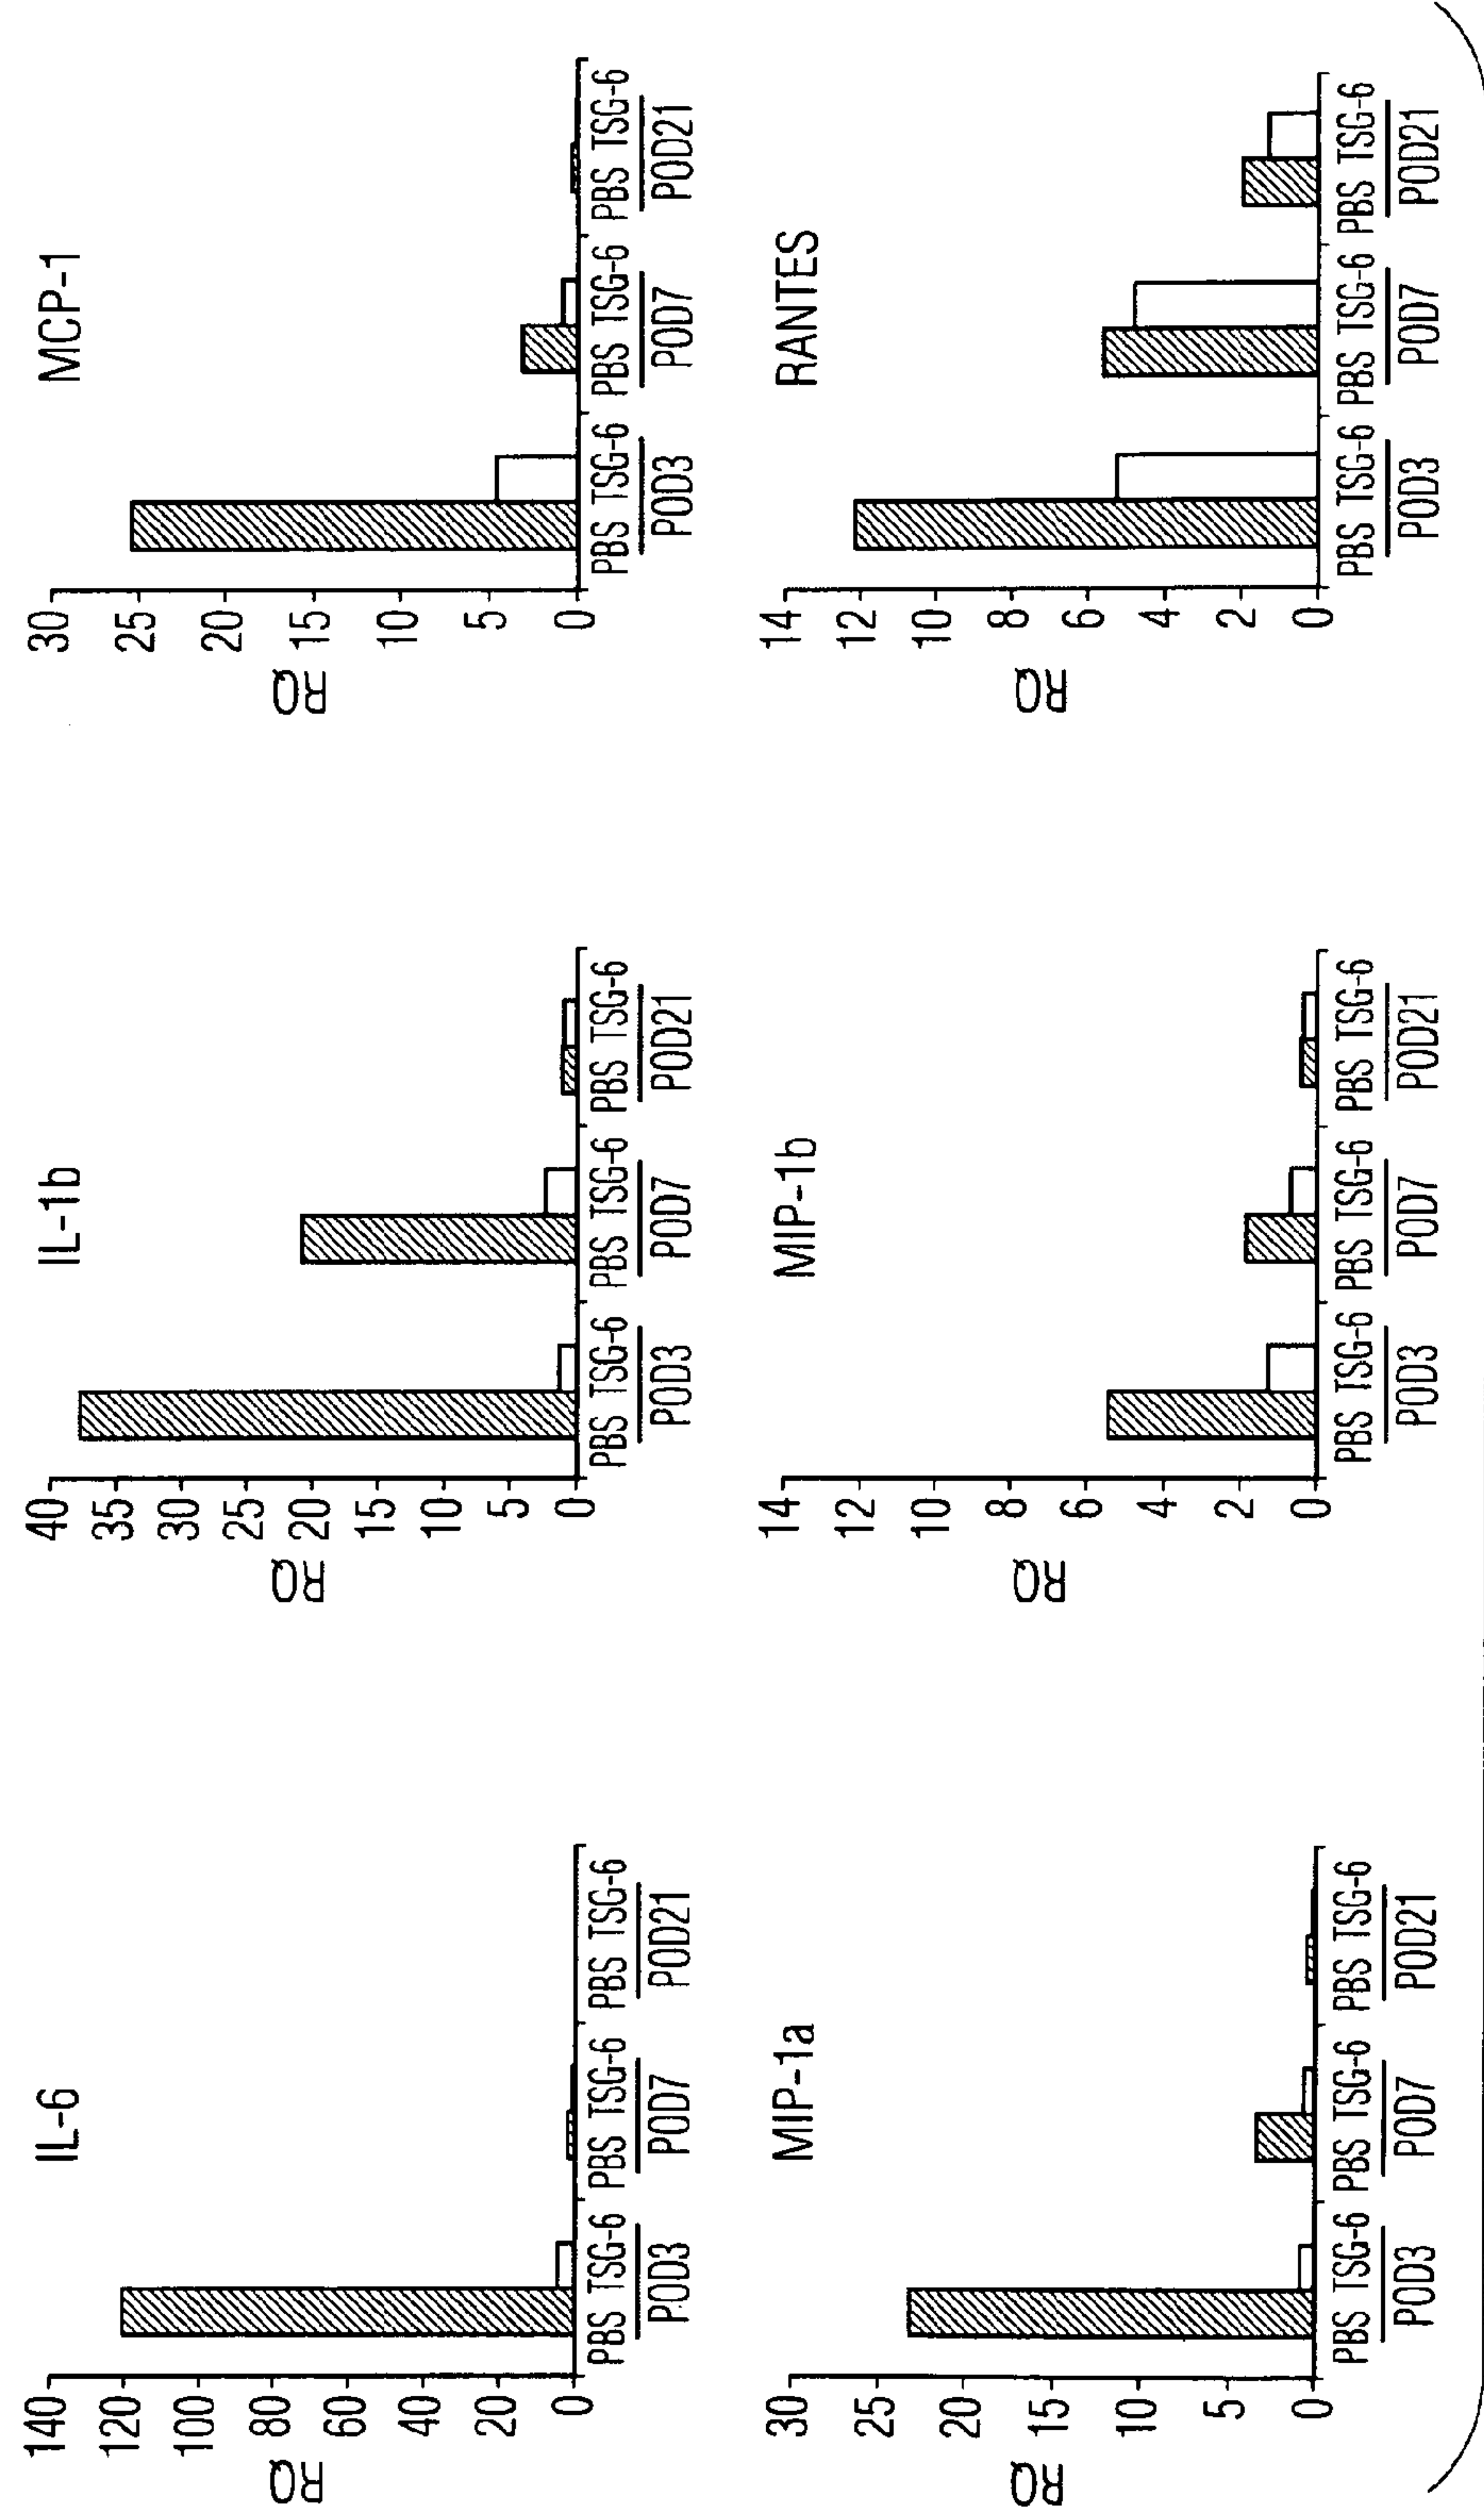 IL-6
RQ
140
120
100
80
60
40
20
0
PBS TSG-6 PBS TSG-6 PBS TSG-6
POD3 POD7 POD21
IL-1b
RQ
40
35
30
25
20
15
10
5
0
PBS TSG-6 PBS TSG-6 PBS TSG-6
POD3 POD7 POD21
MCP-1
RQ
30
25
20
15
10
5
0
PBS TSG-6 PBS TSG-6 PBS TSG-6
POD3 POD7 POD21
MIP-1a
RQ
30
25
20
15
10
5
0
PBS TSG-6 PBS TSG-6 PBS TSG-6
POD3 POD7 POD21
MIP-1b
RQ
14
12
10
8
6
4
2
0
PBS TSG-6 PBS TSG-6 PBS TSG-6
POD3 POD7 POD21
RANTES
RQ
14
12
10
8
6
4
2
0
PBS TSG-6 PBS TSG-6 PBS TSG-6
POD3 POD7 POD21